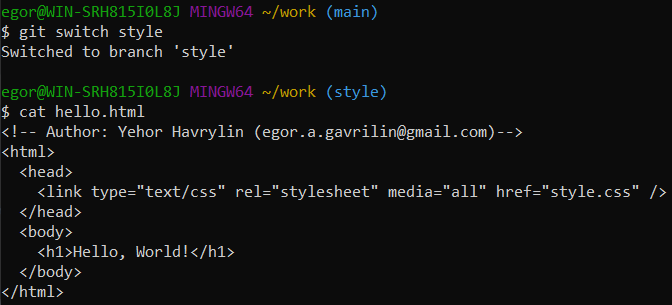 egor@WIN-SRH815I0L8J MINGW64 ~/work (main)
$ git switch style
Switched to branch 'style'
egor@WIN-SRH815I0L8J MINGW64 ~/work (style)
$ cat hello.html
<!-- Author: Yehor Havrylin (egor.a.gavrilin@gmail.com)-->
<html>
  <head>
    <link type="text/css" rel="stylesheet" media="all" href="style.css" />
  </head>
  <body>
    <h1>Hello, World!</h1>
  </body>
</html>